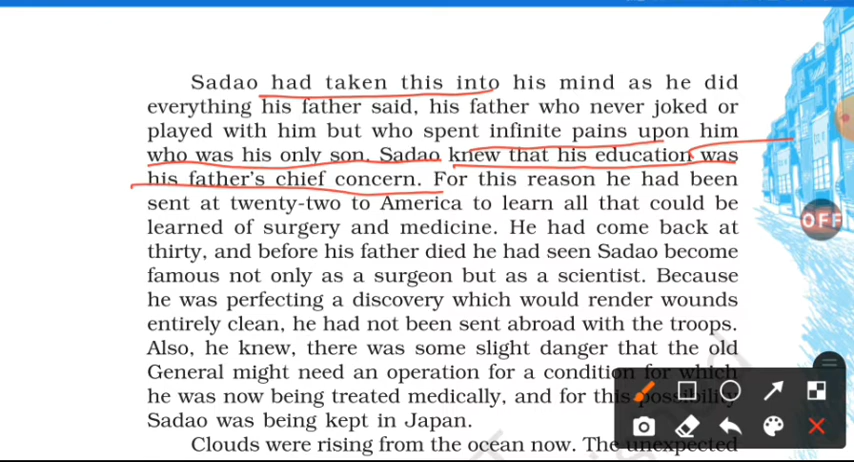 Sadao had taken this into his mind as he did
everything his father said, his father who never joked or
played with him but who spent infinite pains upon him
who was his only son. Sadao knew that his education was
his father's chief concern. For this reason he had been
sent at twenty-two to America to learn all that could be
learned of surgery and medicine. He had come back at
thirty, and before his father died he had seen Sadao become
famous not only as a surgeon but as a scientist. Because
he was perfecting a discovery which would render wounds
entirely clean, he had not been sent abroad with the troops.
Also, he knew, there was some slight danger that the old
General might need an operation for a condition for which
he was now being treated medically, and for this possibility
Sadao was being kept in Japan.
Clouds were rising from the ocean now. The unexpected
OFF